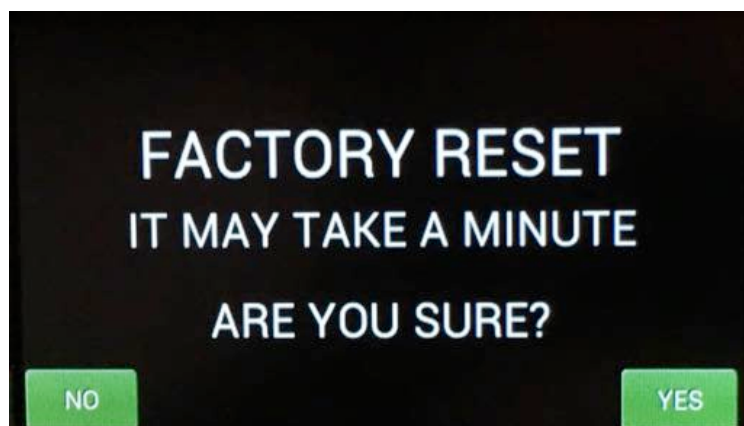 FACTORY RESET
IT MAY TAKE A MINUTE
ARE YOU SURE?
NO
YES